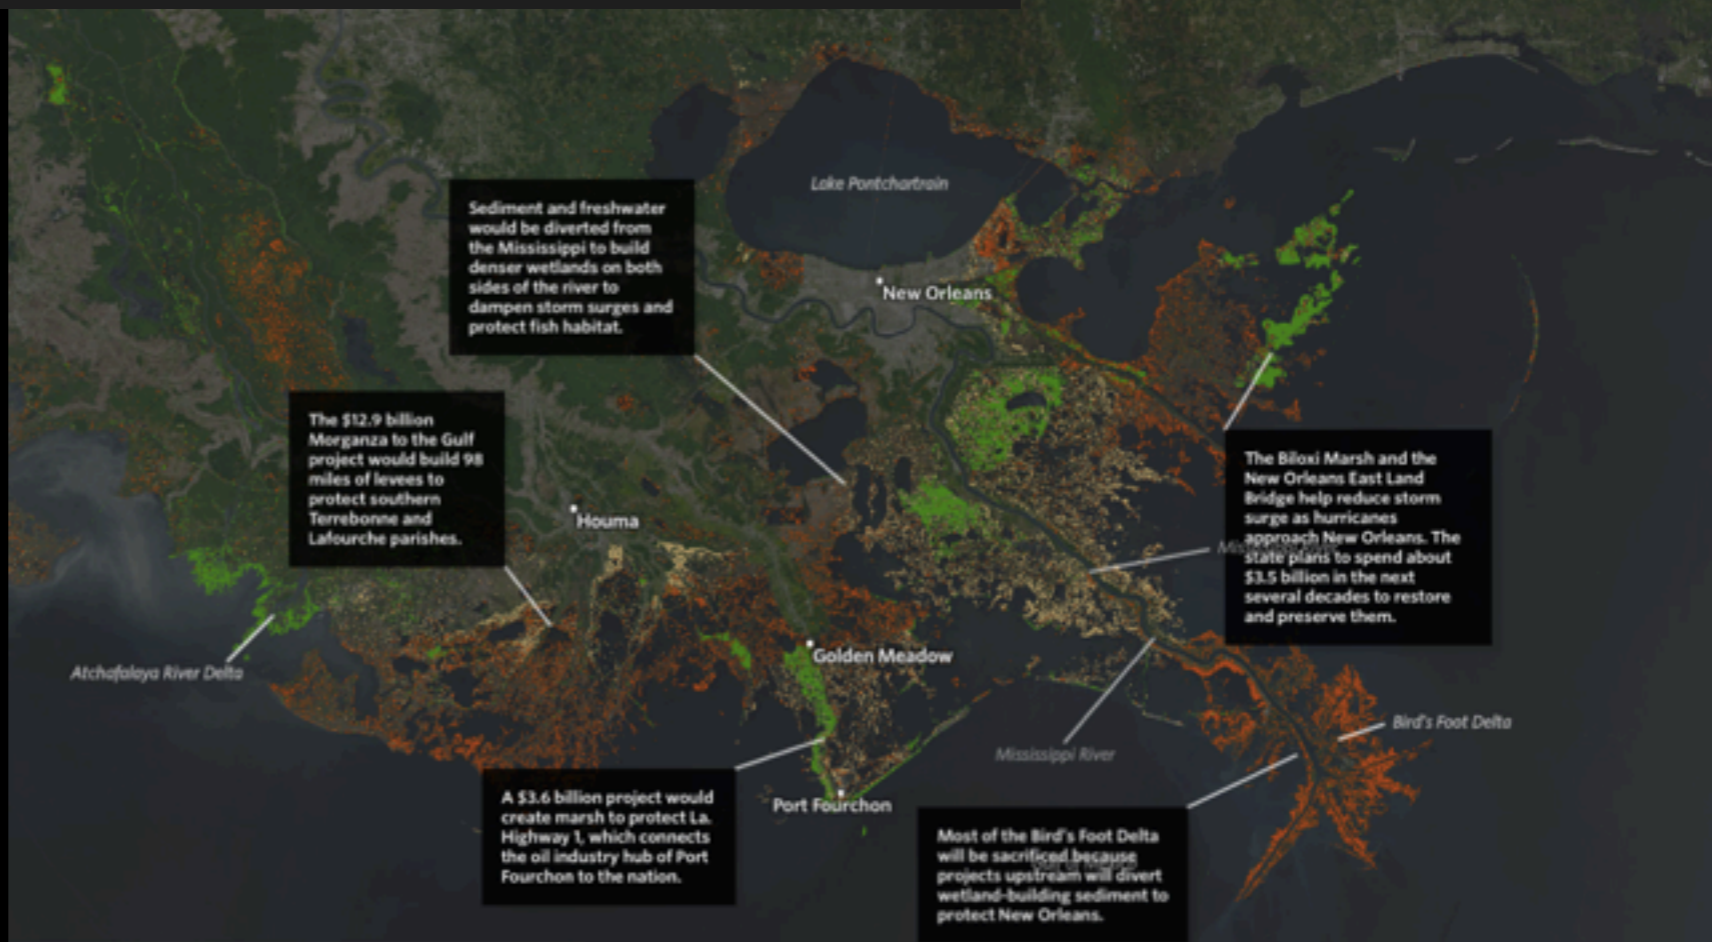 Lake Pontchartrain
Sediment and freshwater
would be diverted from
the Mississippi to build
denser wetlands on both
sides of the river to
dampen storm surges and
protect fish habitat.
New Orleans
The $12.9 billion
Morganza to the Gulf
project would build 98
miles of levees to
protect southern
Terrebonne and
Lafourche parishes.
Houma
The Biloxi Marsh and the
New Orleans East Land
Bridge help reduce storm
surge as hurricanes
approach New Orleans. The
state plans to spend about
$3.5 billion in the next
several decades to restore
and preserve them.
Atchafalaya River Delta
Golden Meadow
Bird's Foot Delta
Mississippi River
A $3.6 billion project would
create marsh to protect La.
Highway 1, which connects
the oil industry hub of Port
Fourchon to the nation.
Port Fourchon
Most of the Bird's Foot Delta
will be sacrificed because
projects upstream will divert
wetland-building sediment to
protect New Orleans.